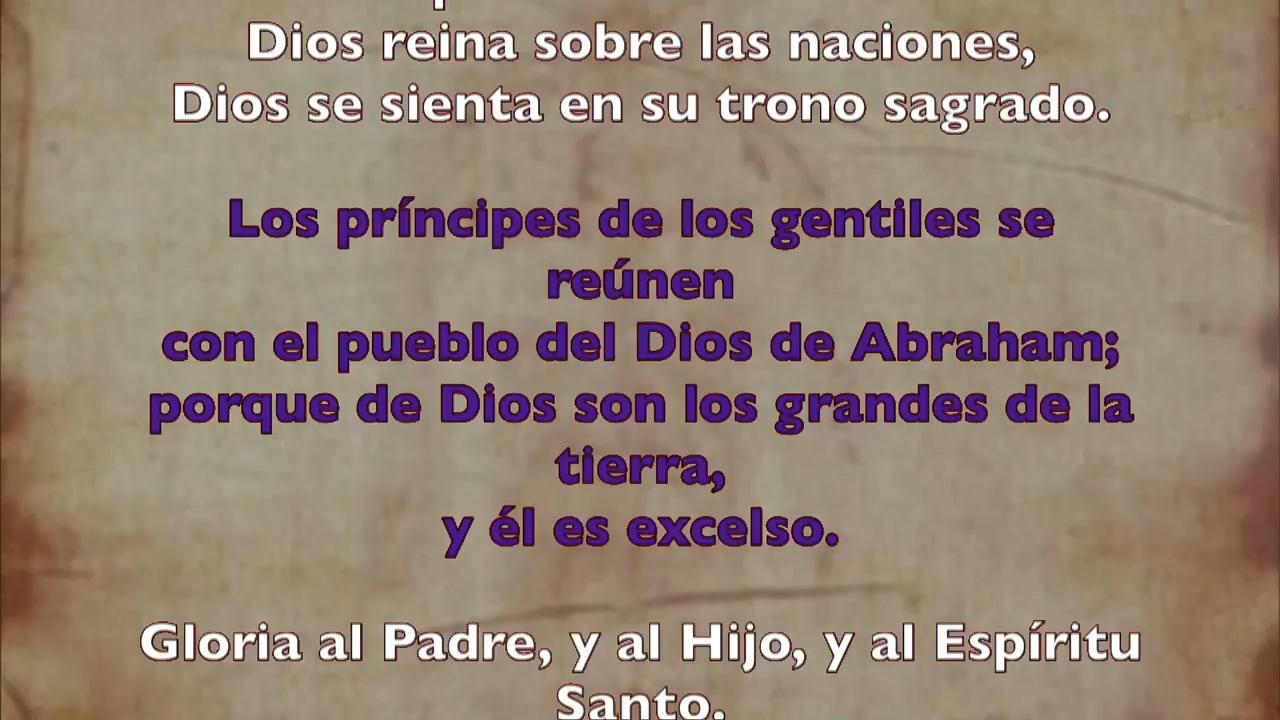 Dios reina sobre las naciones,
Dios se sienta en su trono sagrado.
Los príncipes de los gentiles se
reúnen
con el pueblo del Dios de Abraham;
porque de Dios son los grandes de la
tierra,
y él es excelso.
Gloria al Padre, y al Hijo, y al Espíritu
Santo.